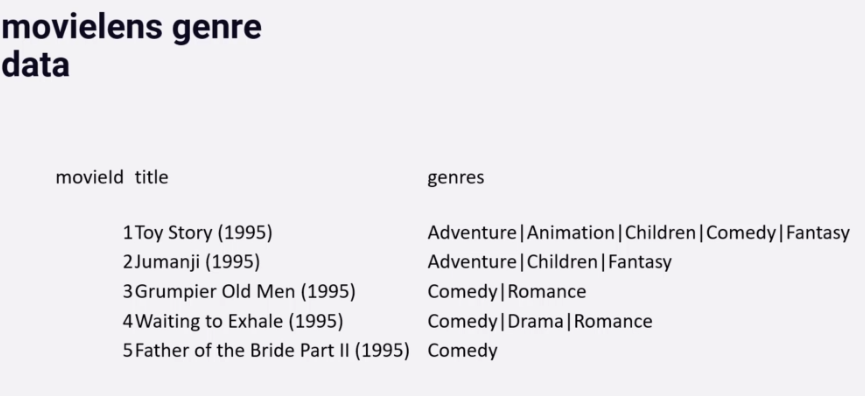 movielens genre
data
movieId title genres
1 Toy Story (1995) Adventure|Animation|Children|Comedy|Fantasy
2 Jumanji (1995) Adventure|Children|Fantasy
3 Grumpier Old Men (1995) Comedy|Romance
4 Waiting to Exhale (1995) Comedy|Drama|Romance
5 Father of the Bride Part II (1995) Comedy